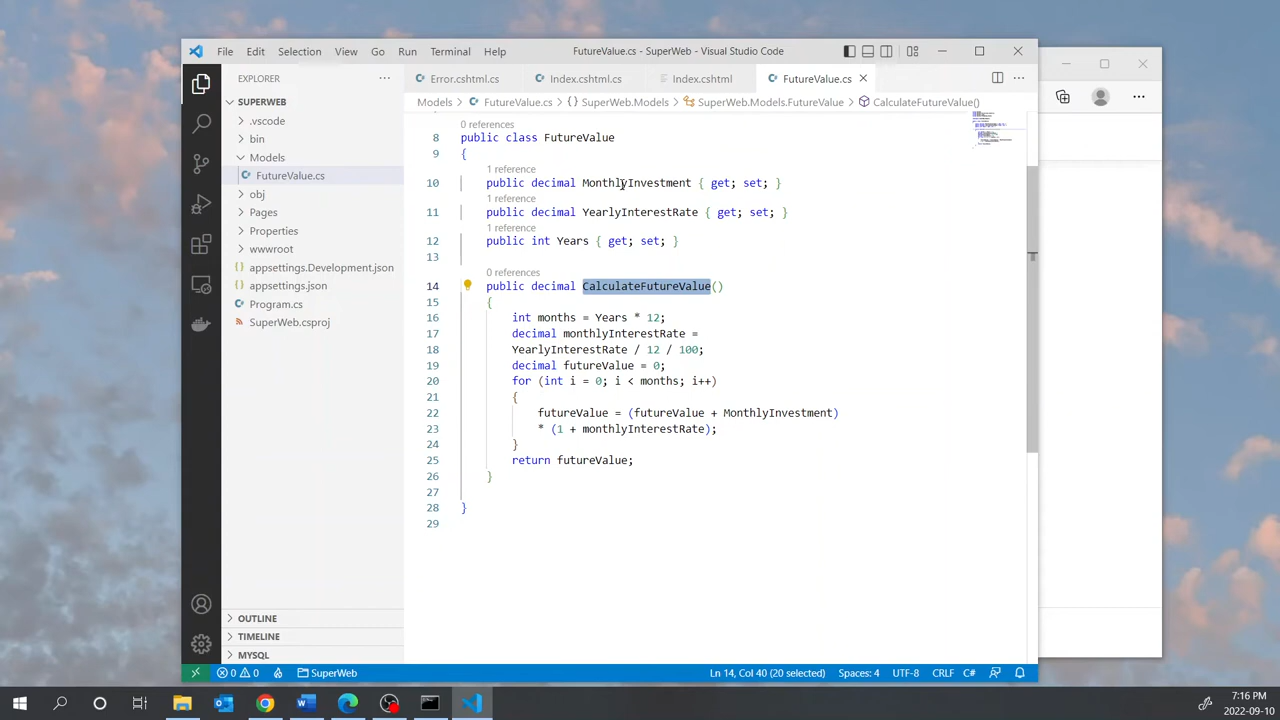 File Edit Selection View Go Run Terminal Help
FutureValue.cs - SuperWeb - Visual Studio Code
EXPLORER
Error.cshtml.cs
Index.cshtml.cs
Index.cshtml
FutureValue.cs
SUPERWEB
Models > FutureValue.cs > {} SuperWeb.Models > SuperWeb.Models.FutureValue > CalculateFutureValue()
.vscode
bin
Models
FutureValue.cs
obj
Pages
Properties
wwwroot
appsettings.Development.json
appsettings.json
Program.cs
SuperWeb.csproj
OUTLINE
TIMELINE
MYSQL
0 references
public class FutureValue
9 {
1 reference
10 public decimal MonthlyInvestment { get; set; }
1 reference
11 public decimal YearlyInterestRate { get; set; }
1 reference
12 public int Years { get; set; }
13
0 references
14 public decimal CalculateFutureValue()
15 {
16 int months = Years * 12;
17 decimal monthlyInterestRate =
18 YearlyInterestRate / 12 / 100;
19 decimal futureValue = 0;
20 for (int i = 0; i < months; i++)
21 {
22 futureValue = (futureValue + MonthlyInvestment)
23 * (1 + monthlyInterestRate);
24 }
25 return futureValue;
26 }
27
28 }
29
0 0 SuperWeb
Ln 14, Col 40 (20 selected) Spaces: 4 UTF-8 CRLF C#
7:16 PM
2022-09-10